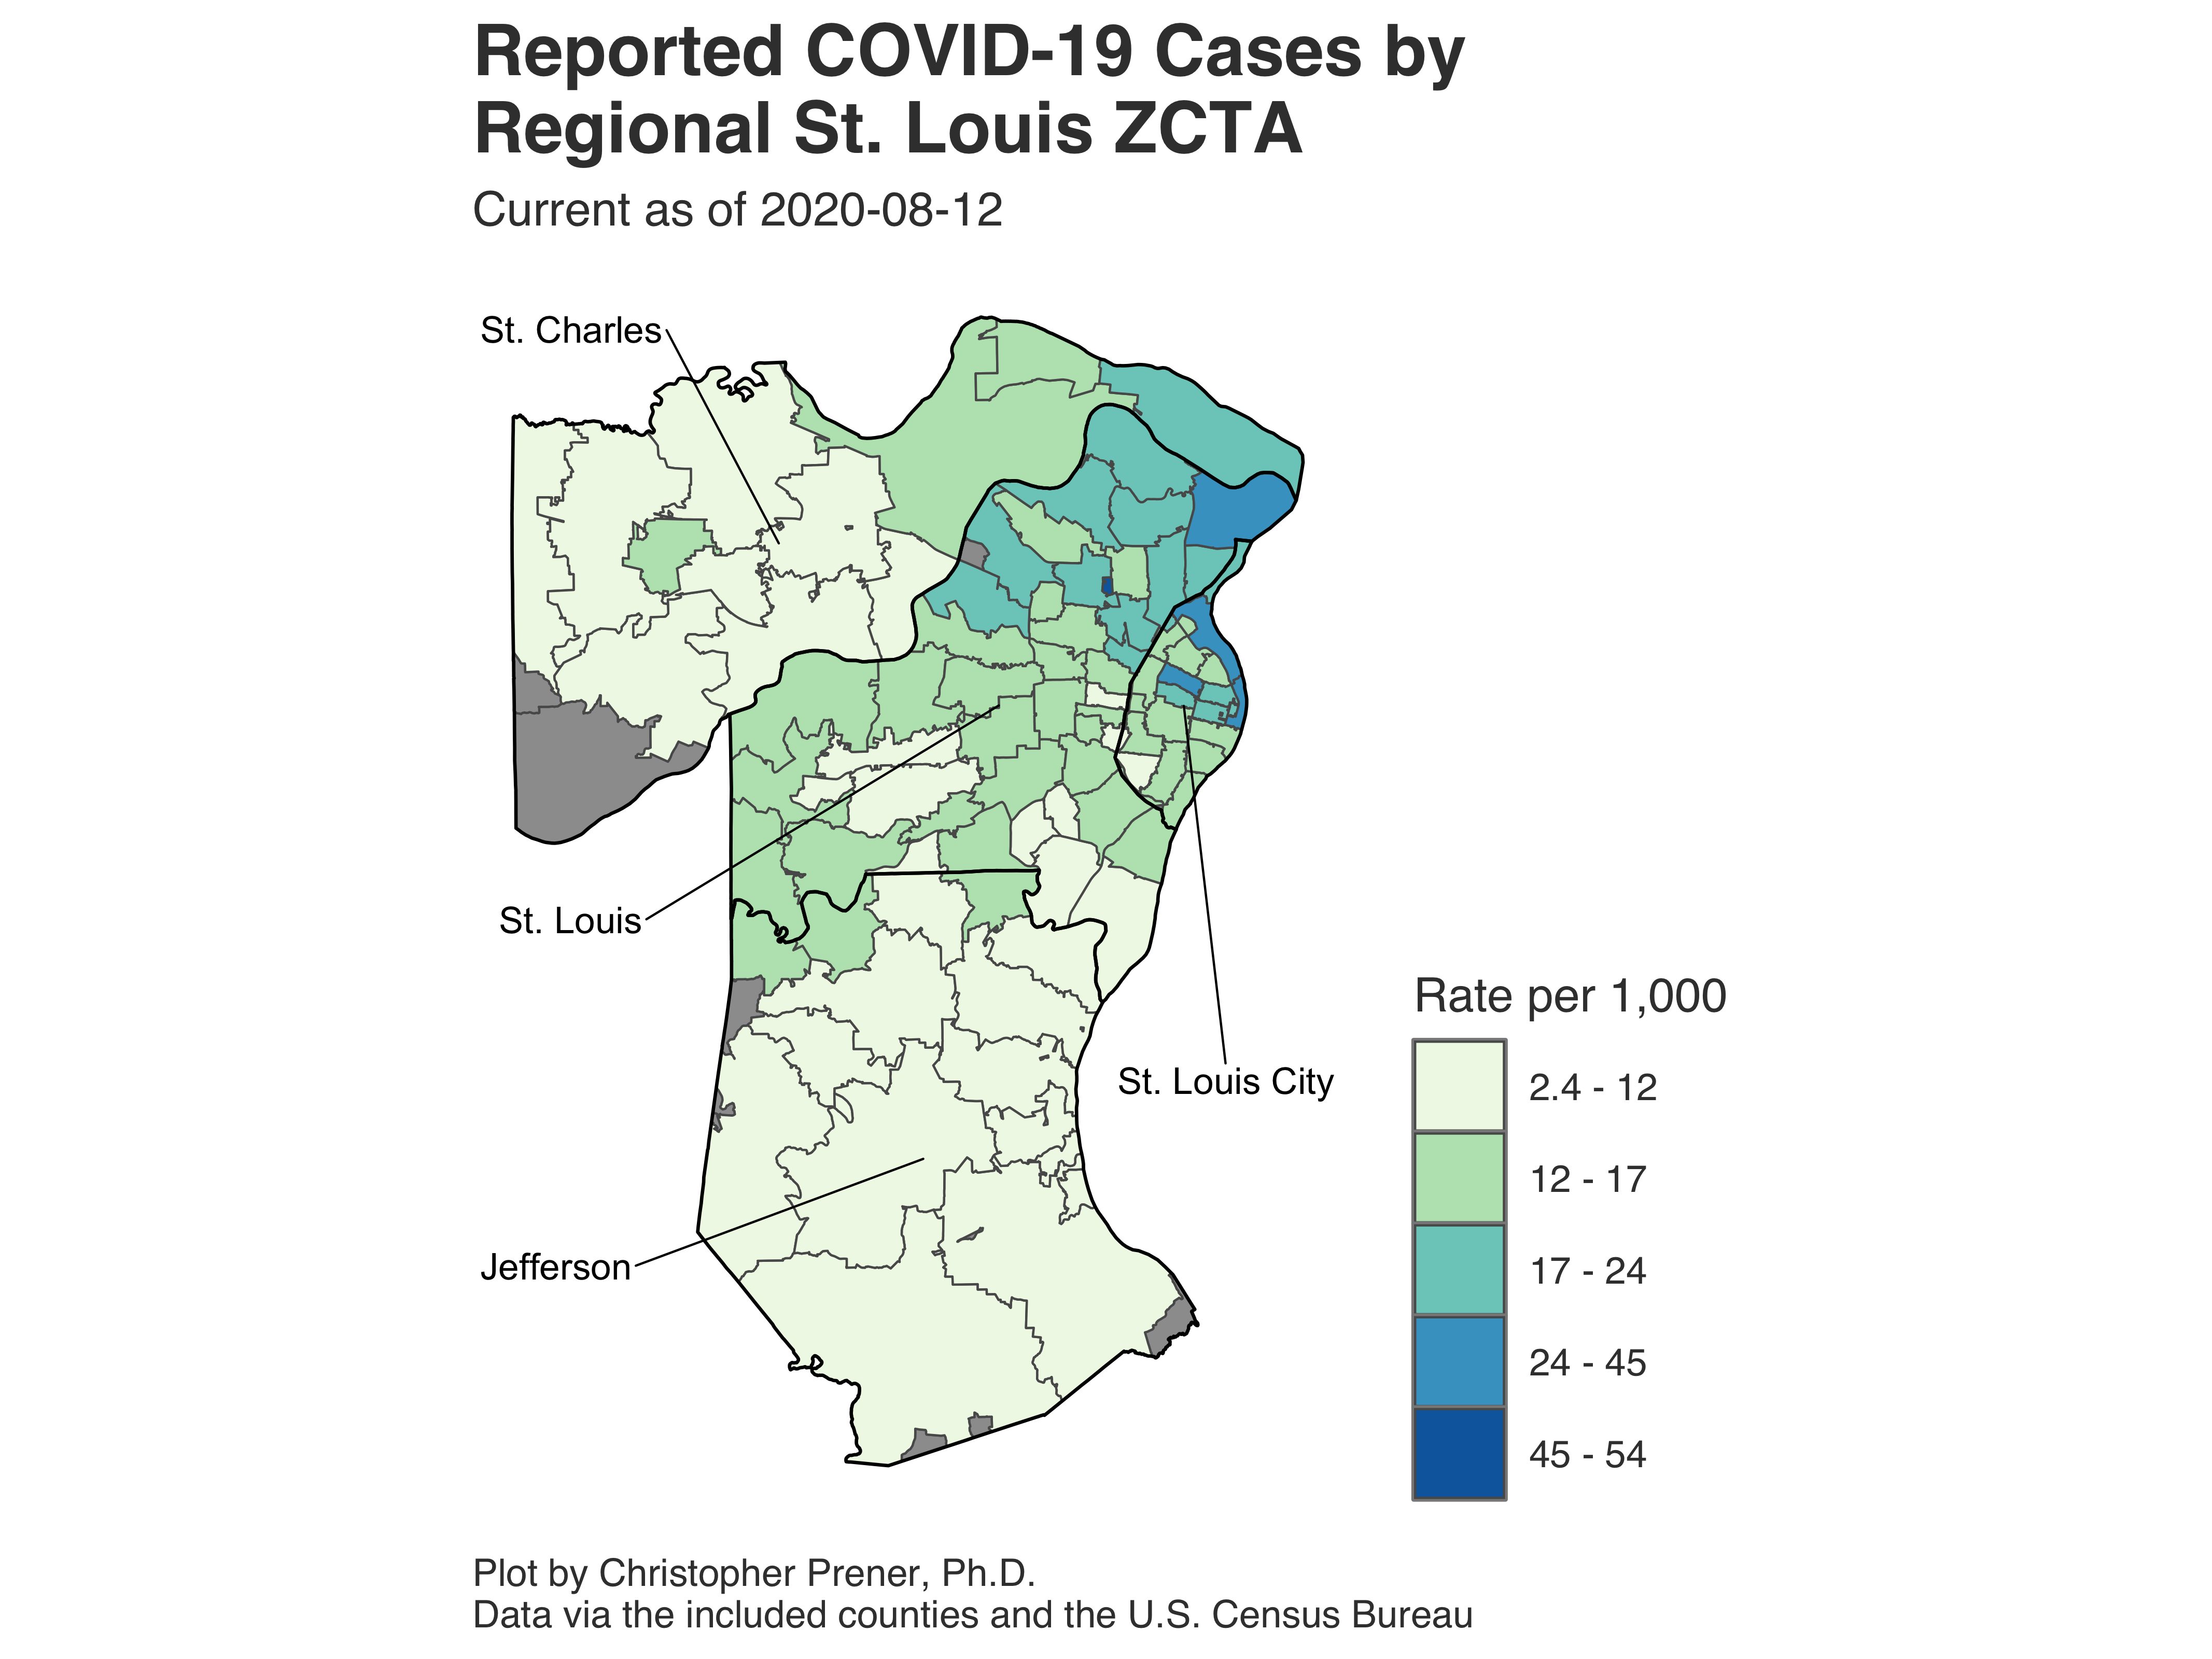 Reported COVID-19 Cases by
Regional St. Louis ZCTA
Current as of 2020-08-12
St. Charles
St. Louis
St. Louis City
Jefferson
Rate per 1,000
2.4 - 12
12 - 17
17 - 24
24 - 45
45 - 54
Plot by Christopher Prener, Ph.D.
Data via the included counties and the U.S. Census Bureau